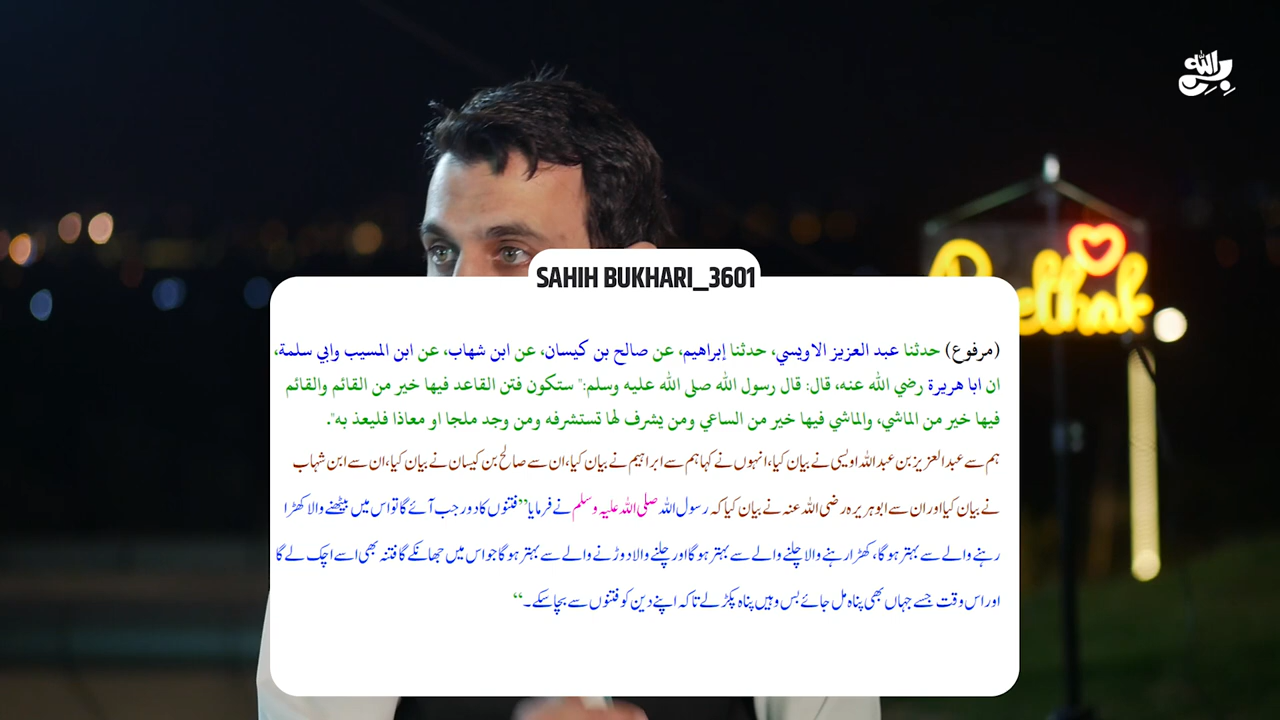 بسم الله
SAHIH BUKHARI_3601
(مرفوع) حدثنا عبد العزيز الاويسي، حدثنا إبراهيم، عن صالح بن كيسان، عن ابن شهاب، عن ابن المسيب وابي سلمة،
ان ابا هريرة رضي الله عنه، قال: قال رسول الله صلى الله عليه وسلم:" ستكون فتن القاعد فيها خير من القائم والقائم
فيها خير من الماشي، والماشي فيها خير من الساعي ومن يشرف لها تستشرفه ومن وجد ملجا او معاذا فليعذ به".
ہم سے عبدالعزیز بن عبداللہ اویسی نے بیان کیا، انہوں نے کہا ہم سے ابراہیم نے بیان کیا، ان سے صالح بن کیسان نے بیان کیا، ان سے ابن شہاب
نے بیان کیا اور ان سے ابوہریرہ رضی اللہ عنہ نے بیان کیا کہ رسول اللہ صلی اللہ علیہ وسلم نے فرمایا ”فتنوں کا دور جب آئے گا تو اس میں بیٹھنے والا کھڑا
رہنے والے سے بہتر ہو گا، کھڑا رہنے والا چلنے والے سے بہتر ہو گا اور چلنے والا دوڑنے والے سے بہتر ہو گا جو اس میں جھانکے گا فتنہ بھی اسے اچک لے گا
اور اس وقت جسے جہاں بھی پناہ مل جائے بس وہیں پناہ پکڑ لے تاکہ اپنے دین کو فتنوں سے بچا سکے۔“